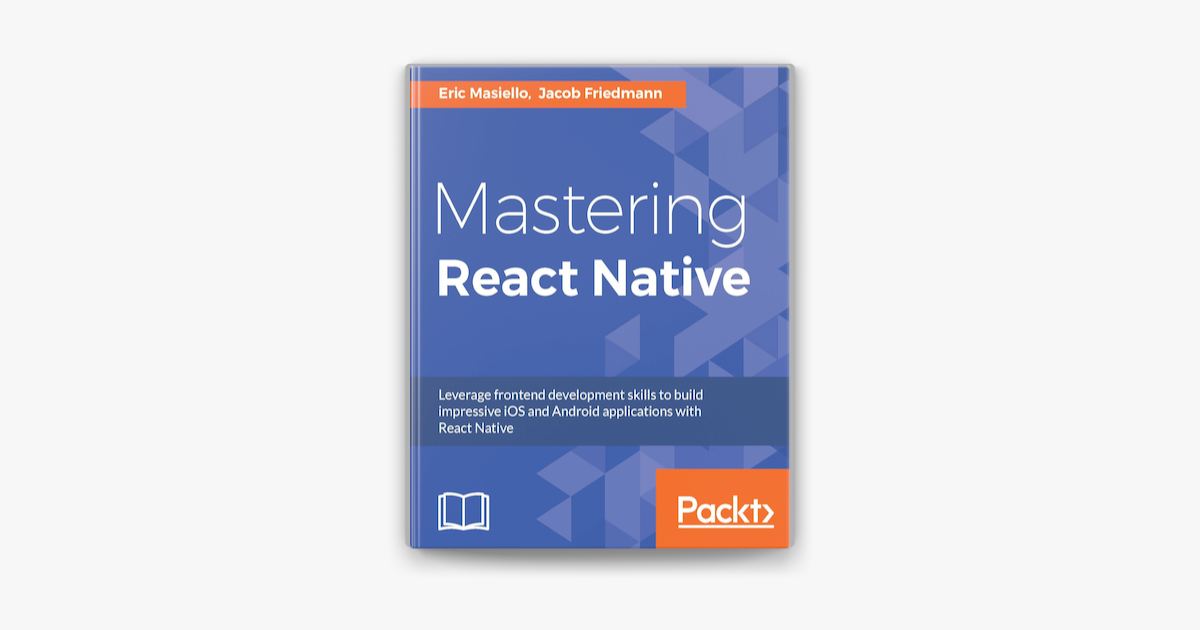 Eric Masiello,  Jacob Friedmann
Mastering
React Native
Leverage frontend development skills to build
impressive iOS and Android applications with
React Native
Packt>